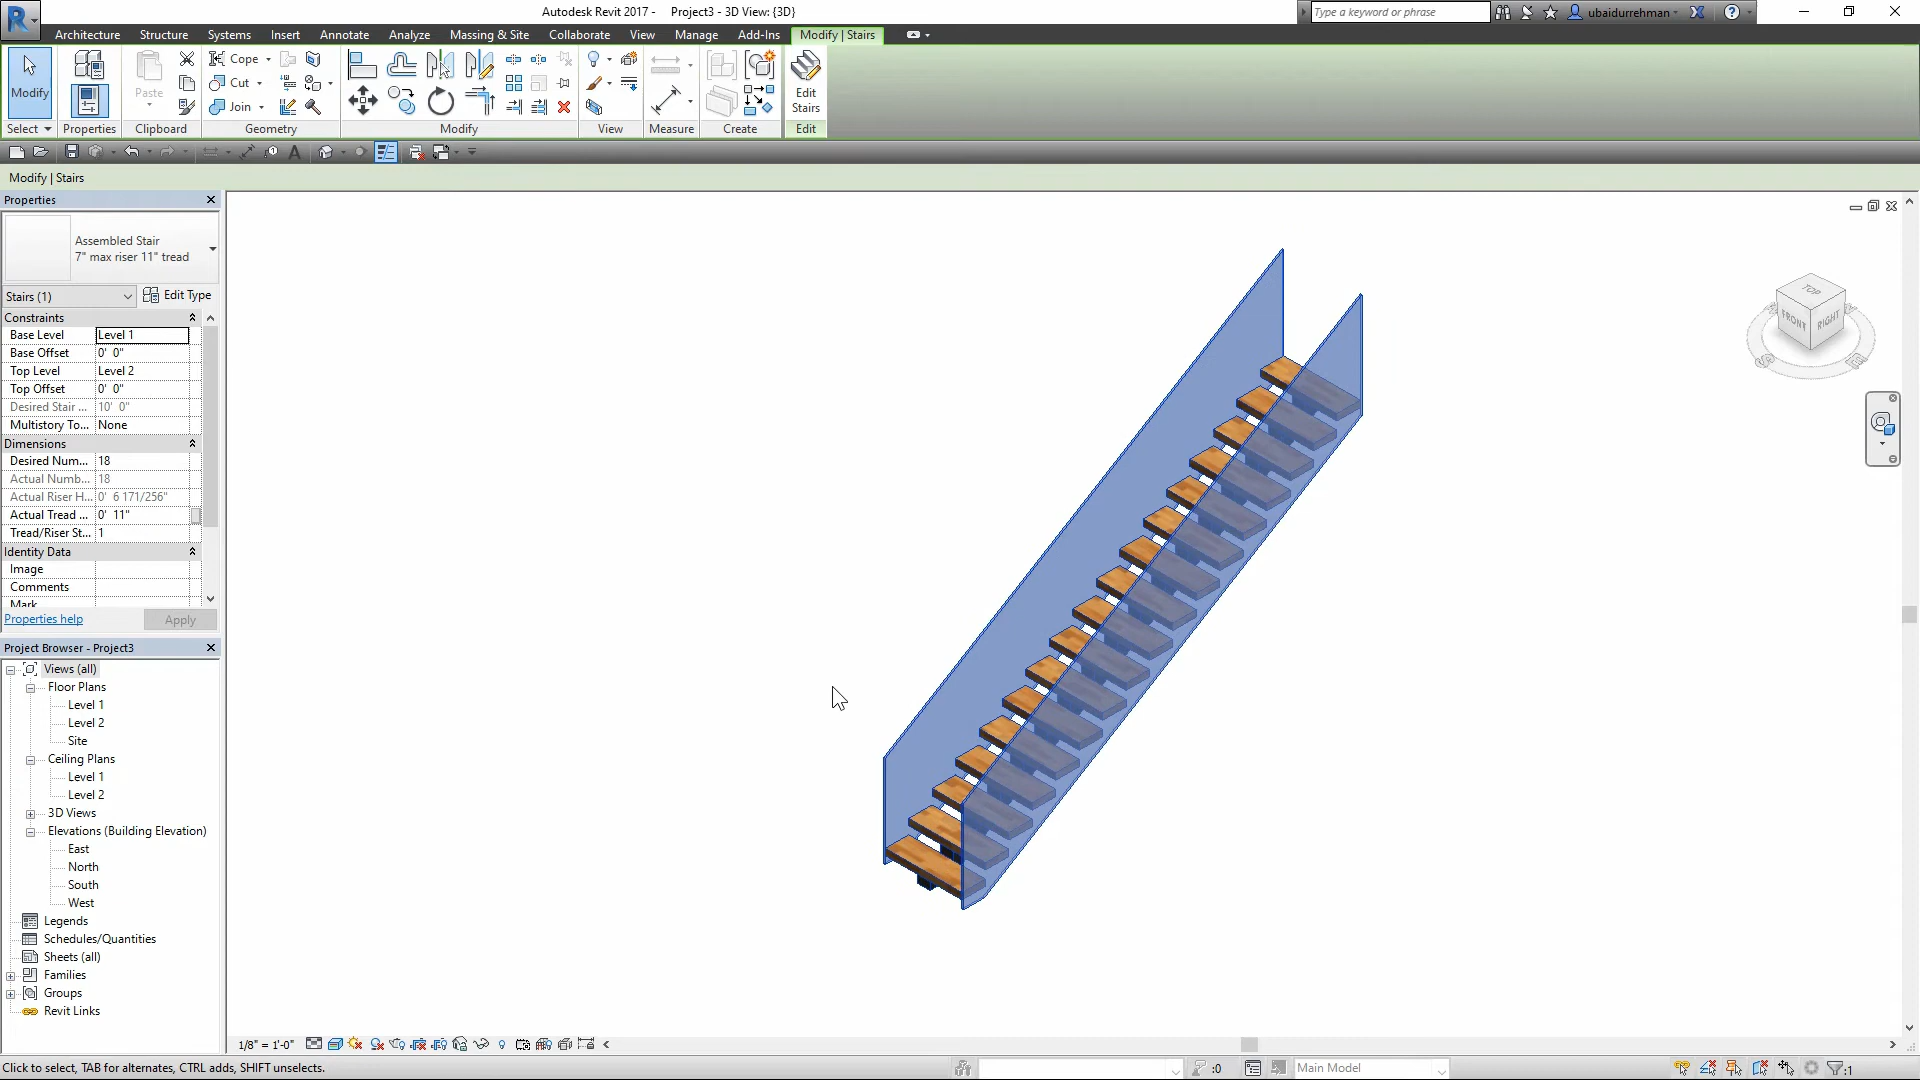 Autodesk Revit 2017 -     Project3 - 3D View: {3D}
Type a keyword or phrase
ubaidurrehman
Architecture
Structure
Systems
Insert
Annotate
Analyze
Massing & Site
Collaborate
View
Manage
Add-Ins
Modify | Stairs
Modify
Paste
Cope
Cut
Join
Edit
Stairs
Select
Properties
Clipboard
Geometry
Modify
View
Measure
Create
Edit
Modify | Stairs
Properties
Assembled Stair
7" max riser 11" tread
Stairs (1)
Edit Type
Constraints
Base Level Level 1
Base Offset 0'  0"
Top Level Level 2
Top Offset 0'  0"
Desired Stair ... 10'  0"
Multistory To... None
Dimensions
Desired Num... 18
Actual Numb... 18
Actual Riser H... 0'  6 171/256"
Actual Tread ... 0'  11"
Tread/Riser St... 1
Identity Data
Image
Comments
Mark
Properties help
Apply
Project Browser - Project3
Views (all)
Floor Plans
Level 1
Level 2
Site
Ceiling Plans
Level 1
Level 2
3D Views
Elevations (Building Elevation)
East
North
South
West
Legends
Schedules/Quantities
Sheets (all)
Families
Groups
Revit Links
TOP
FRONT
RIGHT
S
E
1/8" = 1'-0"
Click to select, TAB for alternates, CTRL adds, SHIFT unselects.
:0
Main Model
:1